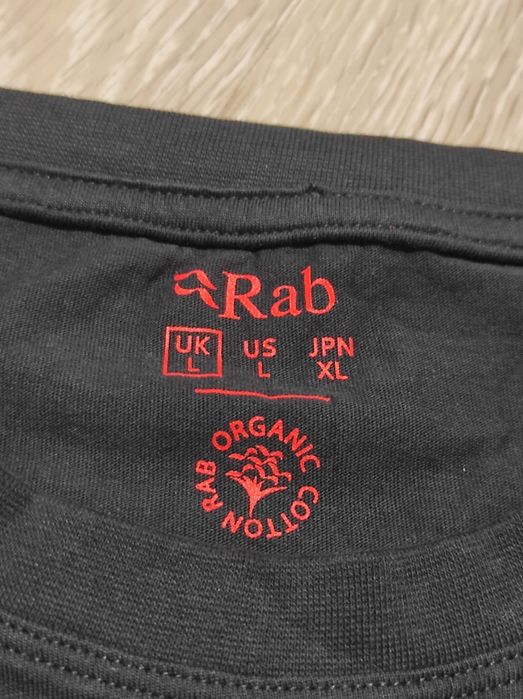 Rab
UK US JPN
L L XL
RAB ORGANIC COTTON